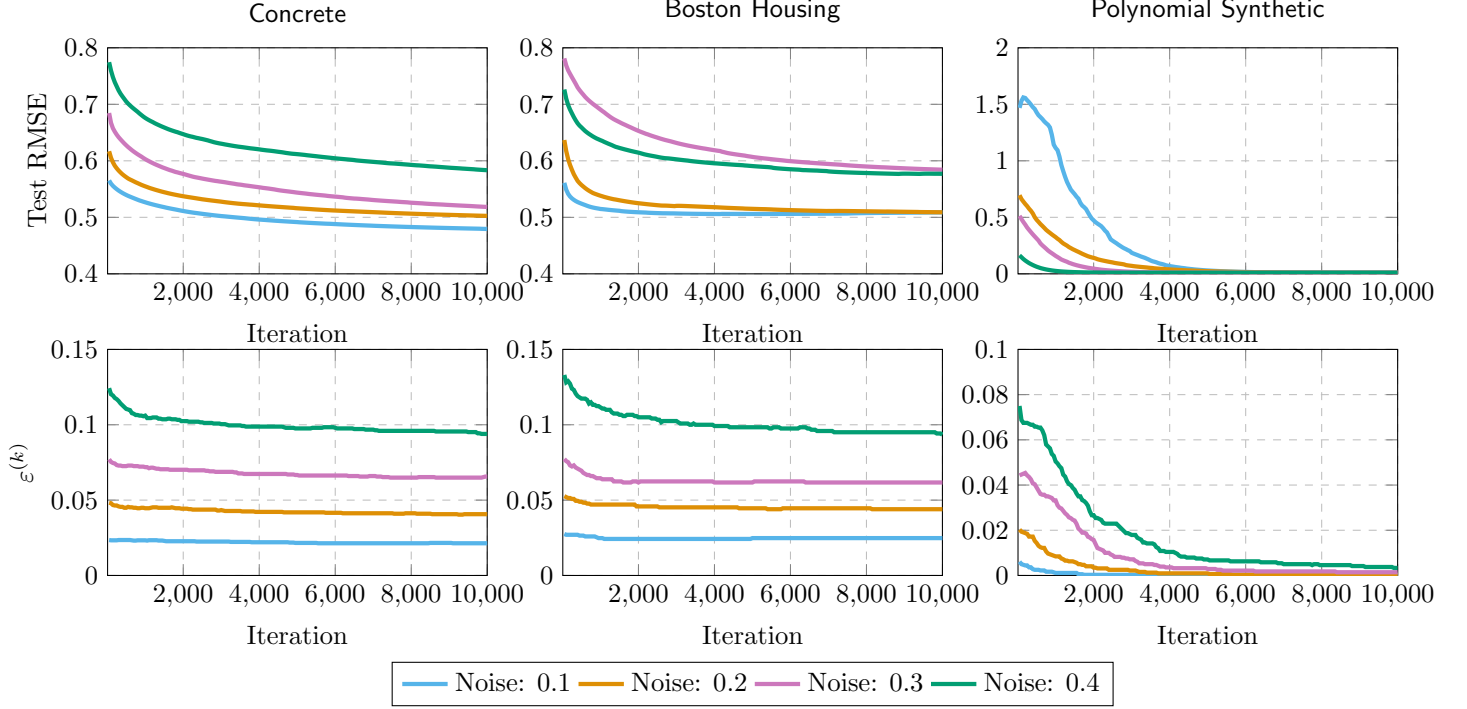 Concrete
Boston Housing
Polynomial Synthetic
Test RMSE
0.8
0.7
0.6
0.5
0.4
2,000 4,000 6,000 8,000 10,000
Iteration
0.8
0.7
0.6
0.5
0.4
2,000 4,000 6,000 8,000 10,000
Iteration
2
1.5
1
0.5
0
2,000 4,000 6,000 8,000 10,000
Iteration
ε^(k)
0.15
0.1
0.05
0
2,000 4,000 6,000 8,000 10,000
Iteration
0.15
0.1
0.05
0
2,000 4,000 6,000 8,000 10,000
Iteration
0.1
0.08
0.06
0.04
0.02
0
2,000 4,000 6,000 8,000 10,000
Iteration
Noise: 0.1 Noise: 0.2 Noise: 0.3 Noise: 0.4